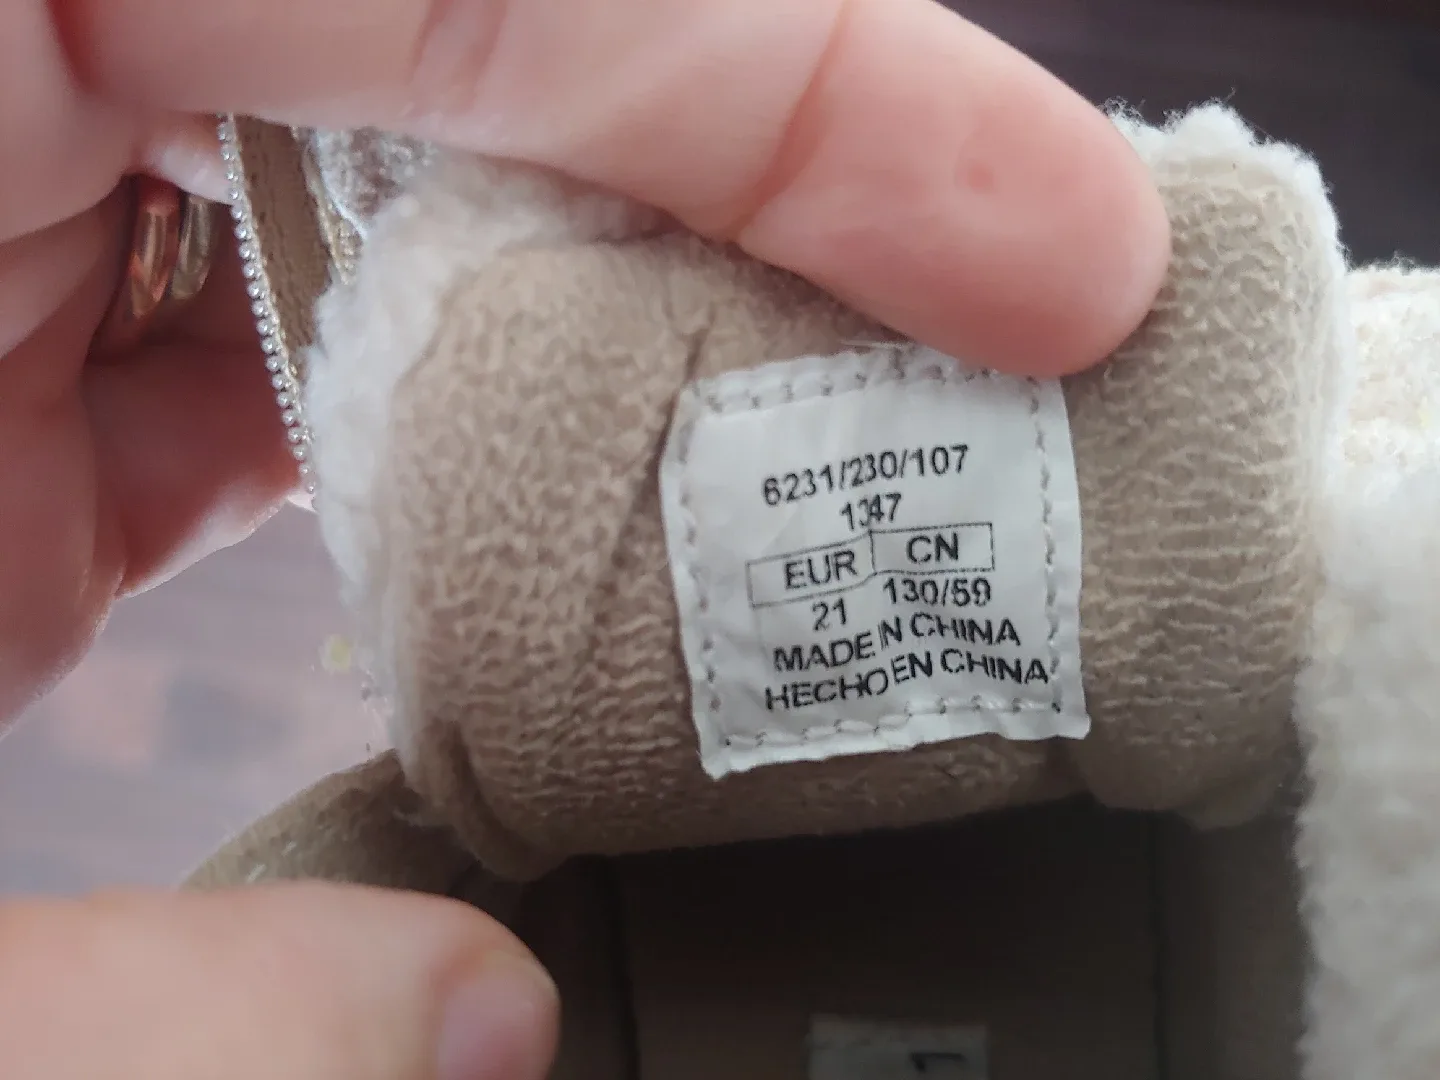 6231/230/107
1347
EUR CN
21 130/59
MADE IN CHINA
HECHO EN CHINA